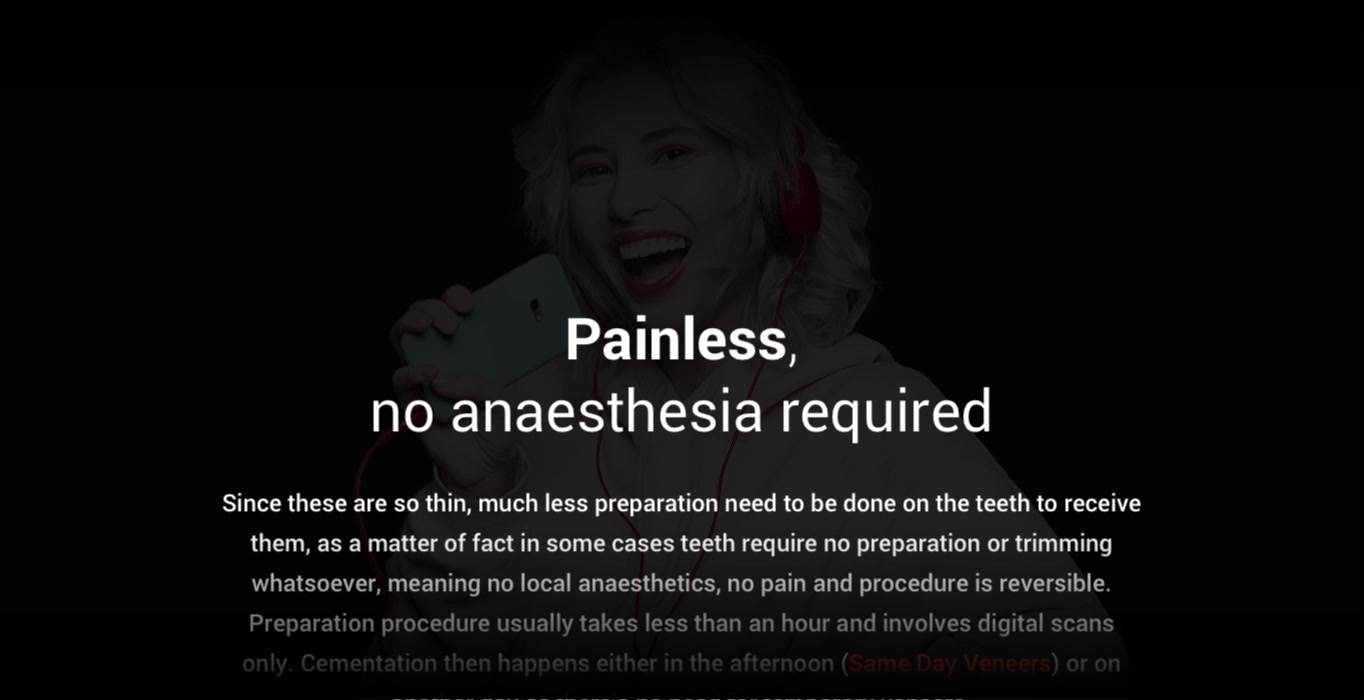 Painless,
no anaesthesia required
Since these are so thin, much less preparation need to be done on the teeth to receive
them, as a matter of fact in some cases teeth require no preparation or trimming
whatsoever, meaning no local anaesthetics, no pain and procedure is reversible.
Preparation procedure usually takes less than an hour and involves digital scans
only. Cementation then happens either in the afternoon (Same Day Veneers) or on